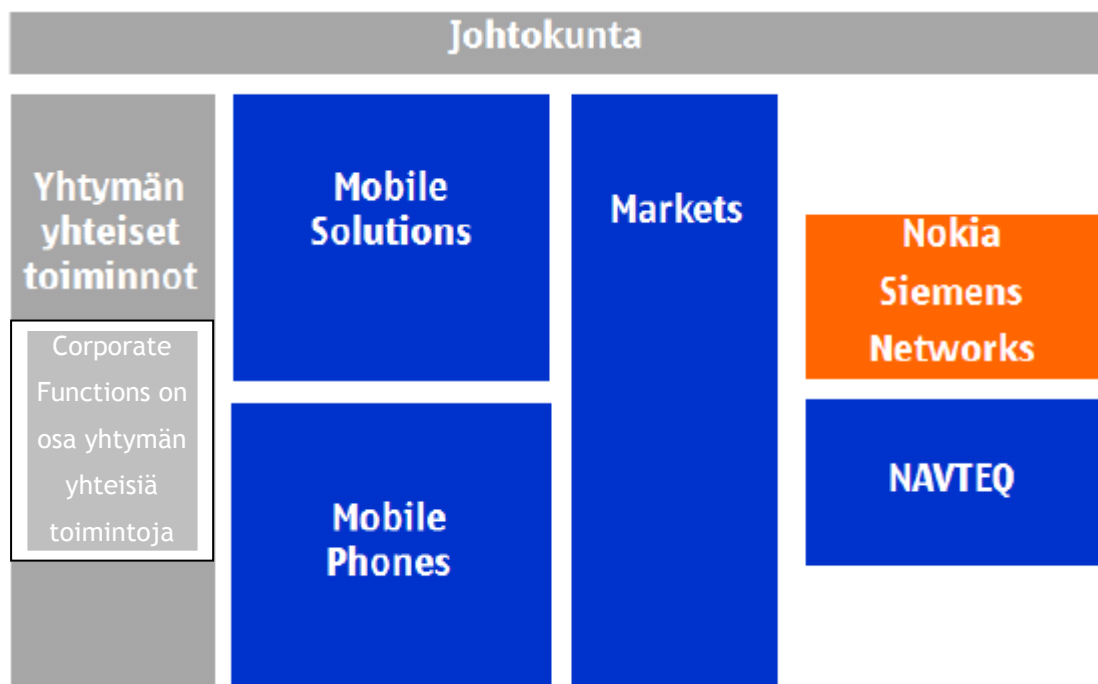 Johtokunta
Yhtymän
yhteiset
toiminnot
Corporate
Functions on
osa yhtymän
yhteisiä
toimintoja
Mobile
Solutions
Mobile
Phones
Markets
Nokia
Siemens
Networks
NAVTEQ